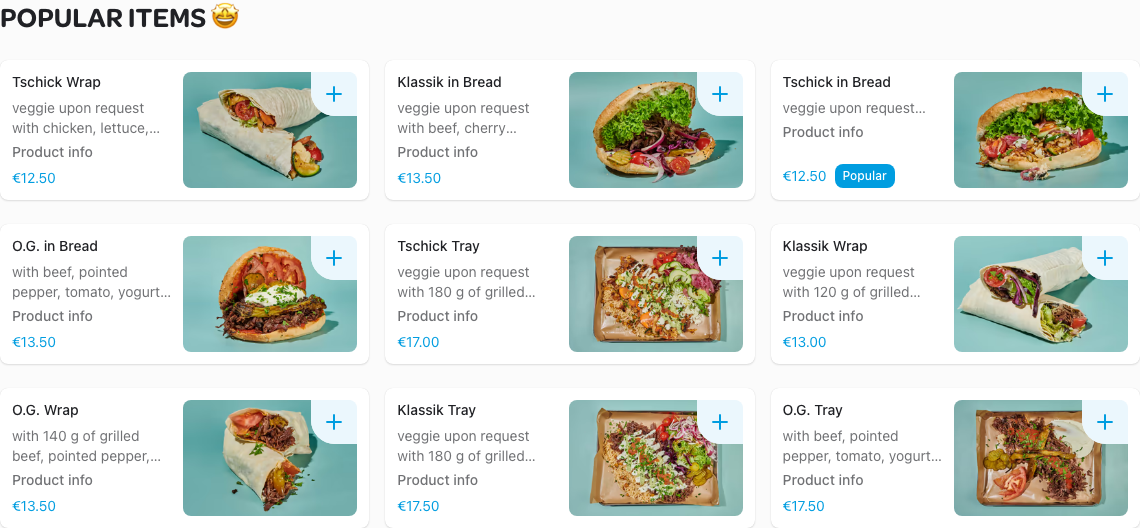 POPULAR ITEMS 🤩
Tschick Wrap
veggie upon request
with chicken, lettuce,...
Product info
€12.50
Klassik in Bread
veggie upon request
with beef, cherry...
Product info
€13.50
Tschick in Bread
veggie upon request...
Product info
€12.50 Popular
O.G. in Bread
with beef, pointed
pepper, tomato, yogurt...
Product info
€13.50
Tschick Tray
veggie upon request
with 180 g of grilled...
Product info
€17.00
Klassik Wrap
veggie upon request
with 120 g of grilled...
Product info
€13.00
O.G. Wrap
with 140 g of grilled
beef, pointed pepper,...
Product info
€13.50
Klassik Tray
veggie upon request
with 180 g of grilled...
Product info
€17.50
O.G. Tray
with beef, pointed
pepper, tomato, yogurt...
Product info
€17.50